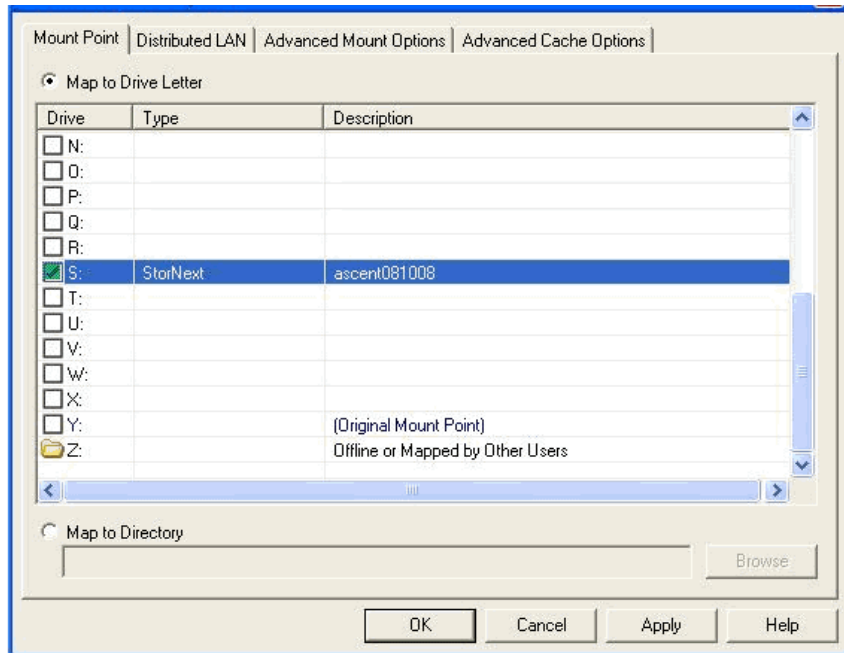 Mount Point Distributed LAN Advanced Mount Options Advanced Cache Options
Map to Drive Letter
Drive Type Description
N:
O:
P:
Q:
R:
S: StorNext ascent081008
T:
U:
V:
W:
X:
Y: (Original Mount Point)
Z: Offline or Mapped by Other Users
Map to Directory
Browse
OK Cancel Apply Help